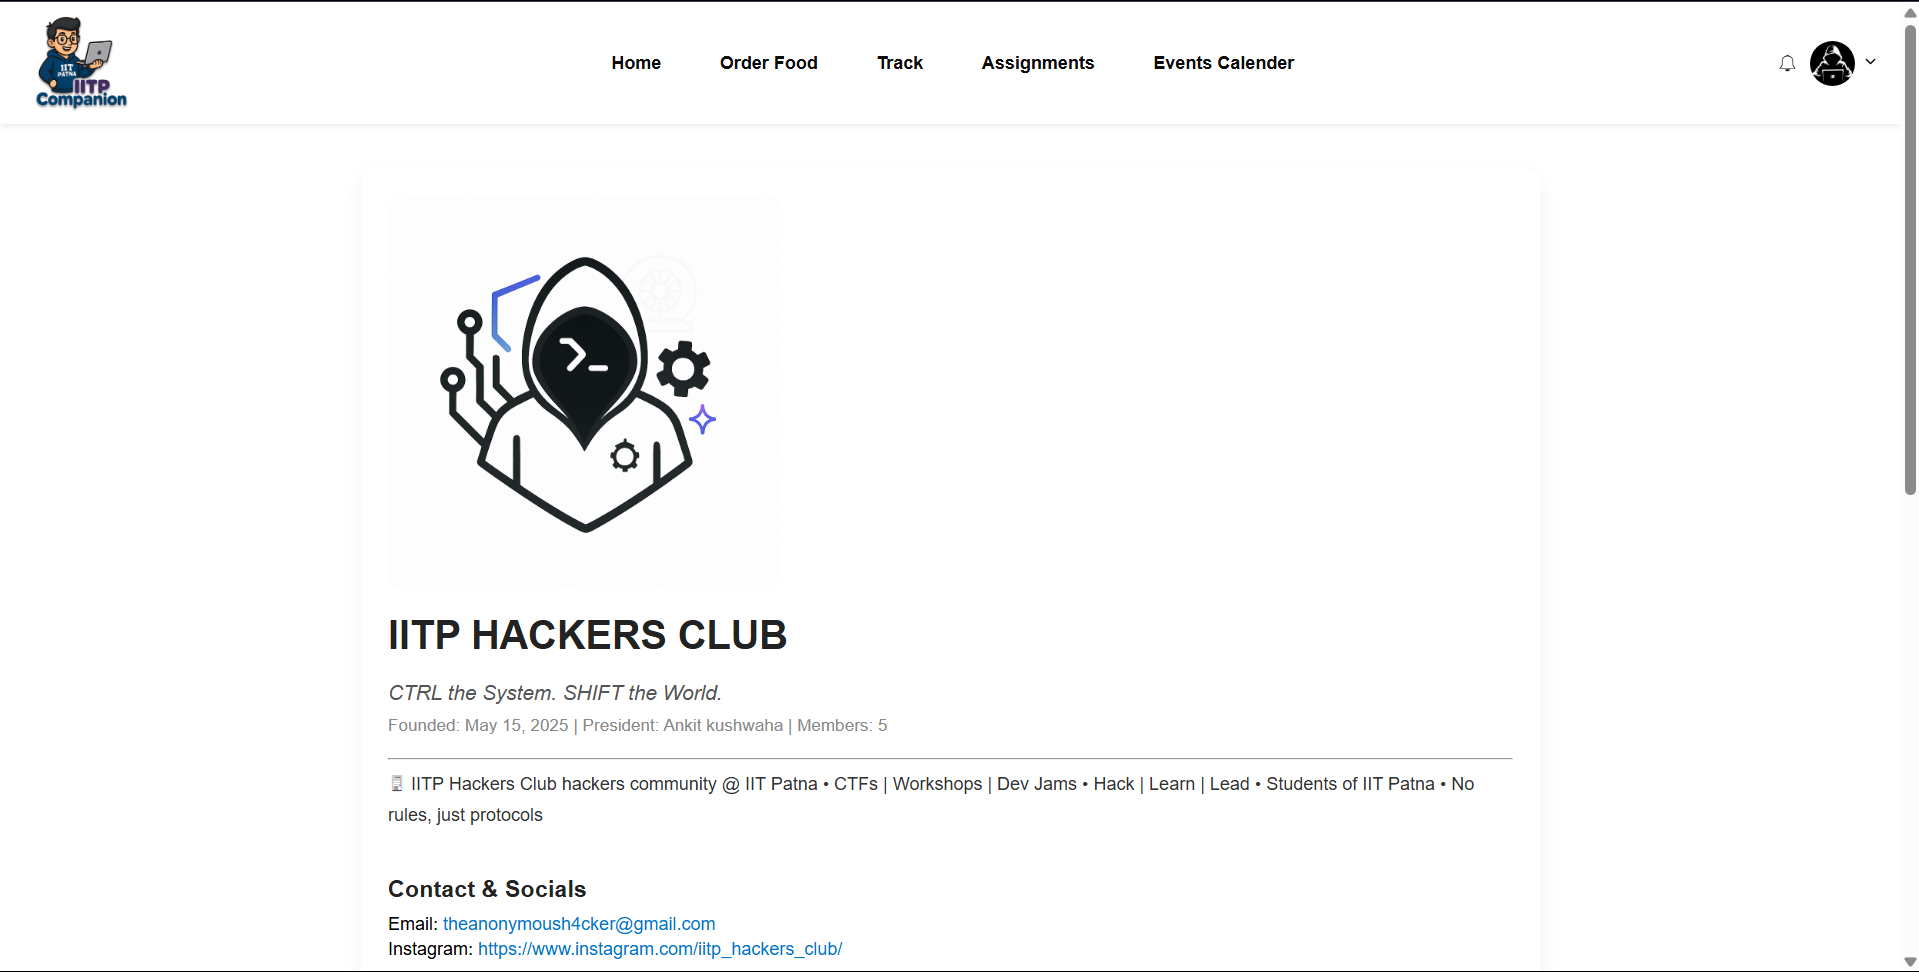 IIT
PATNA
IITP
Companion
Home
Order Food
Track
Assignments
Events Calender
>_
IITP HACKERS CLUB
CTRL the System. SHIFT the World.
Founded: May 15, 2025 | President: Ankit kushwaha | Members: 5
IITP Hackers Club hackers community @ IIT Patna • CTFs | Workshops | Dev Jams • Hack | Learn | Lead • Students of IIT Patna • No
rules, just protocols
Contact & Socials
Email: theanonymoush4cker@gmail.com
Instagram: https://www.instagram.com/iitp_hackers_club/